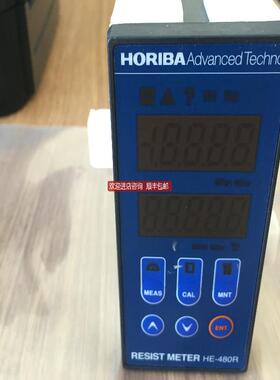 HORIBA Advanced Techno
欢迎进店咨询 顺丰包邮
MEAS CAL MNT
ENT
RESIST METER HE-480R